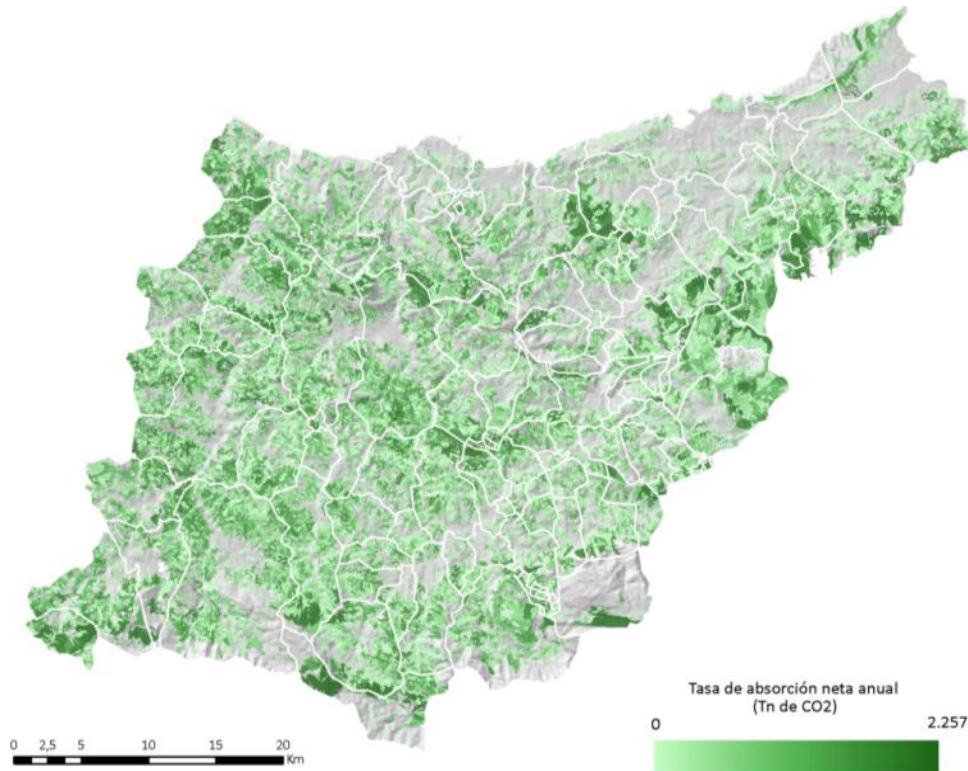 Tasa de absorción neta anual
(Tn de CO2)
0 2.257
0 2,5 5 10 15 20
Km